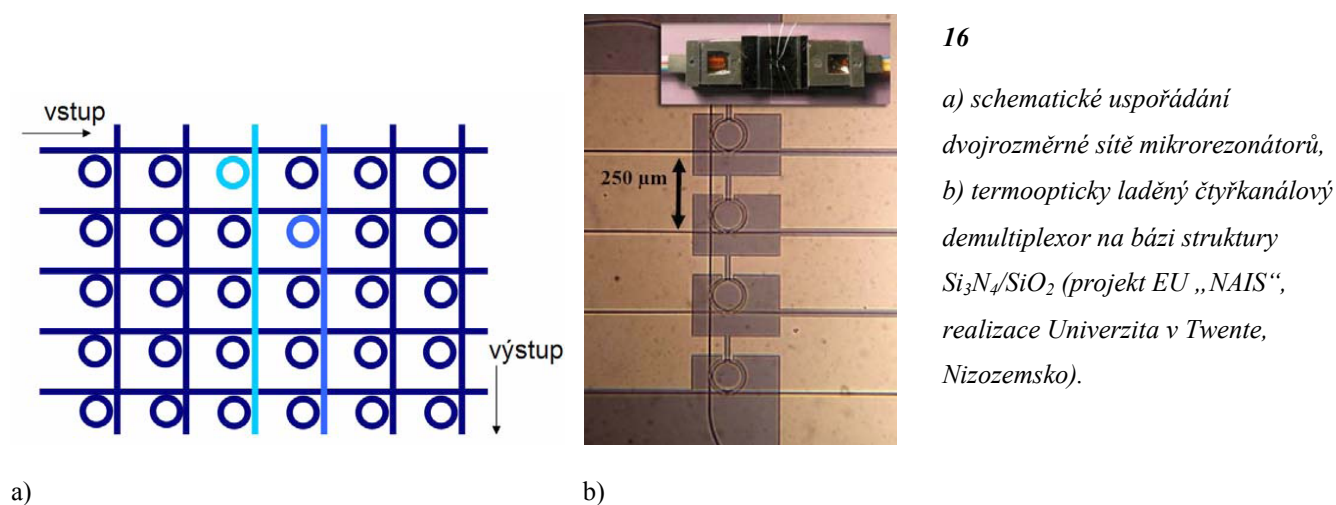 vstup
výstup
a)
250 µm
b)
16
a) schematické uspořádání
dvojrozměrné sítě mikrorezonátorů,
b) termoopticky laděný čtyřkanálový
demultiplexor na bázi struktury
Si₃N₄/SiO₂ (projekt EU „NAIS“,
realizace Univerzita v Twente,
Nizozemsko).